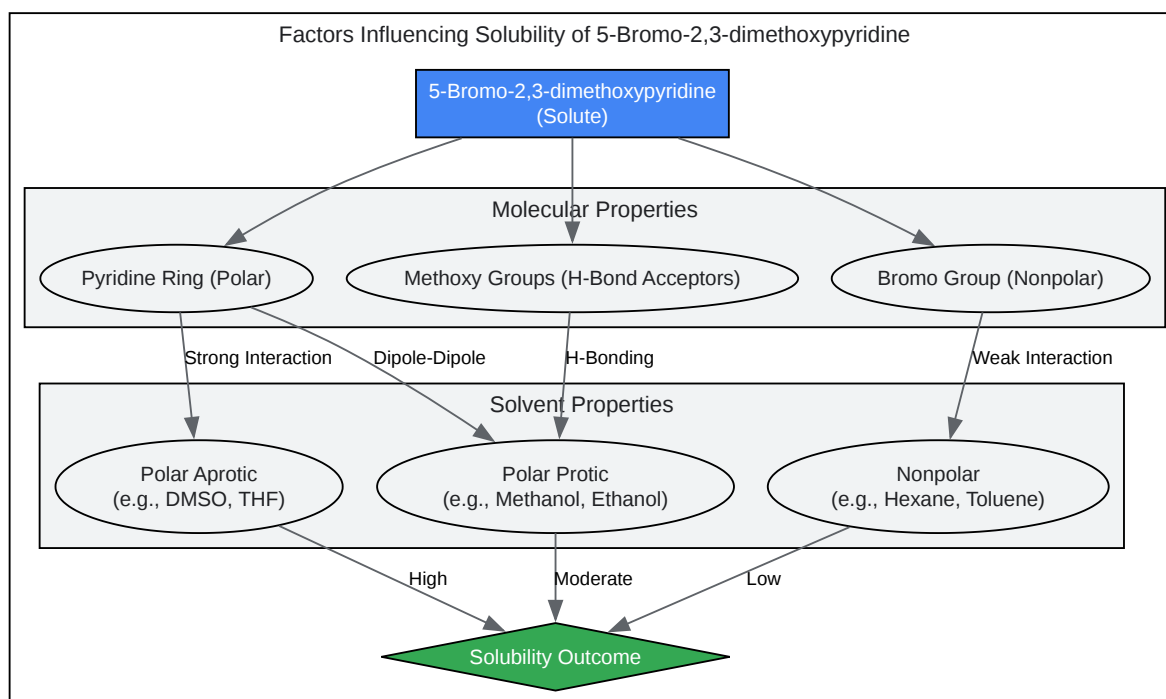 Factors Influencing Solubility of 5-Bromo-2,3-dimethoxypyridine
5-Bromo-2,3-dimethoxypyridine
(Solute)
Molecular Properties
Pyridine Ring (Polar)
Methoxy Groups (H-Bond Acceptors)
Bromo Group (Nonpolar)
Strong Interaction
Dipole-Dipole
H-Bonding
Weak Interaction
Solvent Properties
Polar Aprotic
(e.g., DMSO, THF)
Polar Protic
(e.g., Methanol, Ethanol)
Nonpolar
(e.g., Hexane, Toluene)
High
Moderate
Low
Solubility Outcome